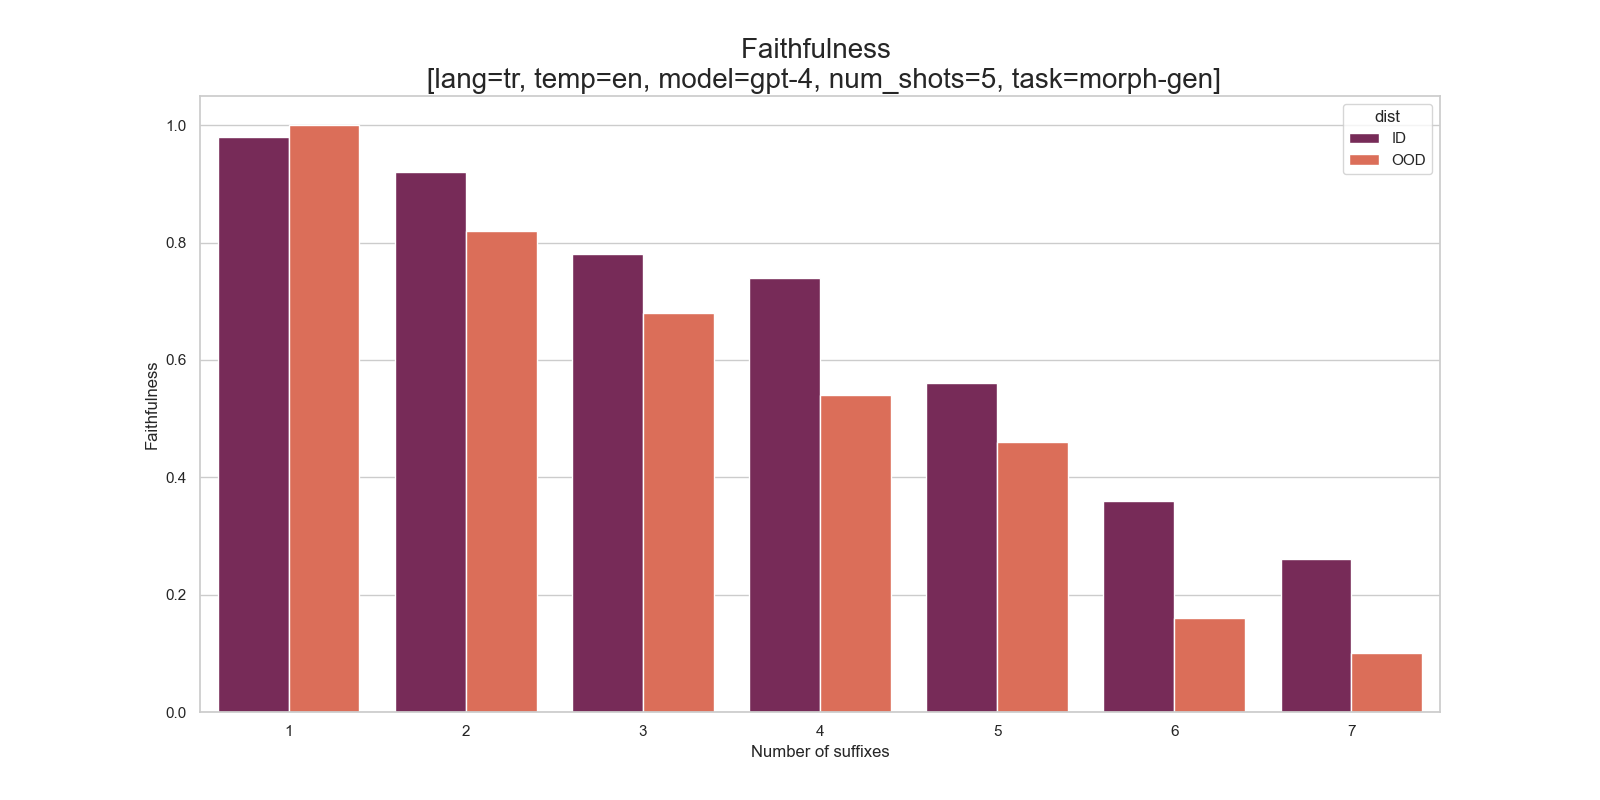 Faithfulness
[lang=tr, temp=en, model=gpt-4, num_shots=5, task=morph-gen]
dist
ID
OOD
1.0
0.8
0.6
0.4
0.2
0.0
Faithfulness
1 2 3 4 5 6 7
Number of suffixes